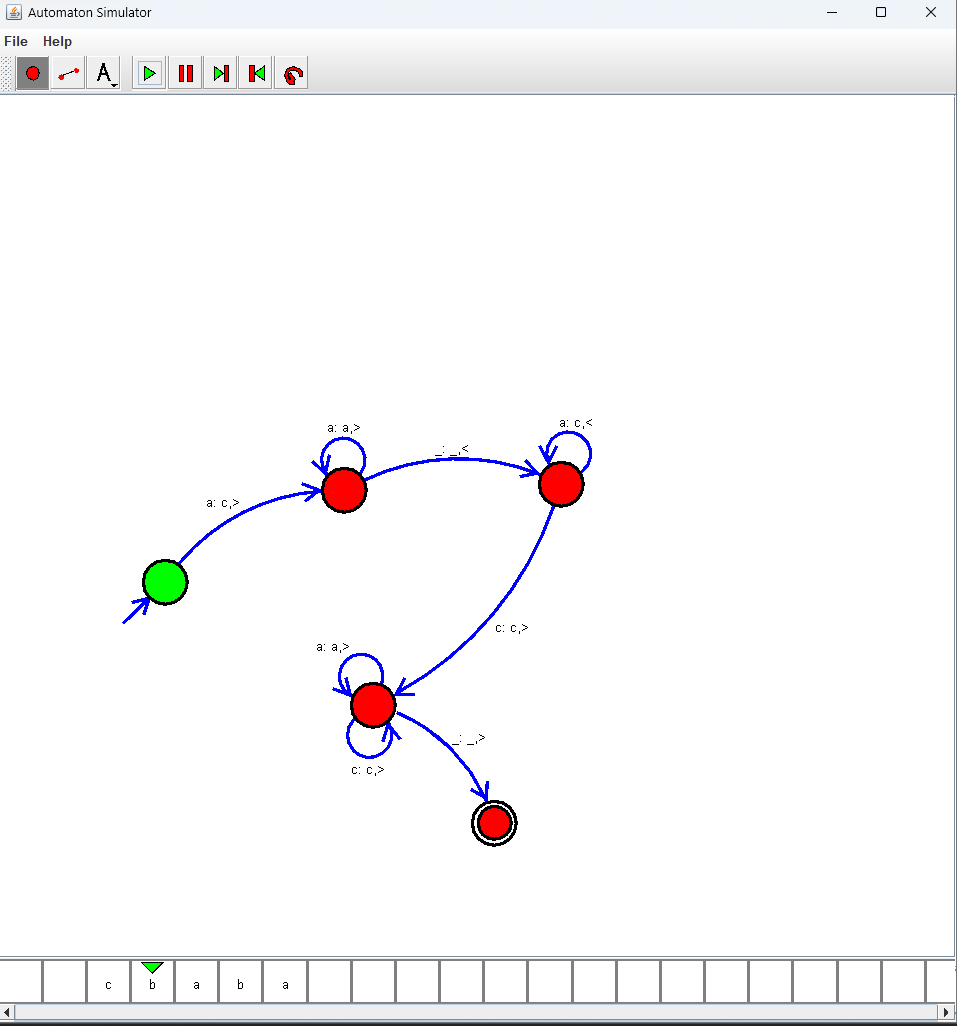 Automaton Simulator
File Help
A
a: a,>
a: c,<
_: _,<
a: c,>
c: c,>
a: a,>
_: _,>
c: c,>
c b a b a